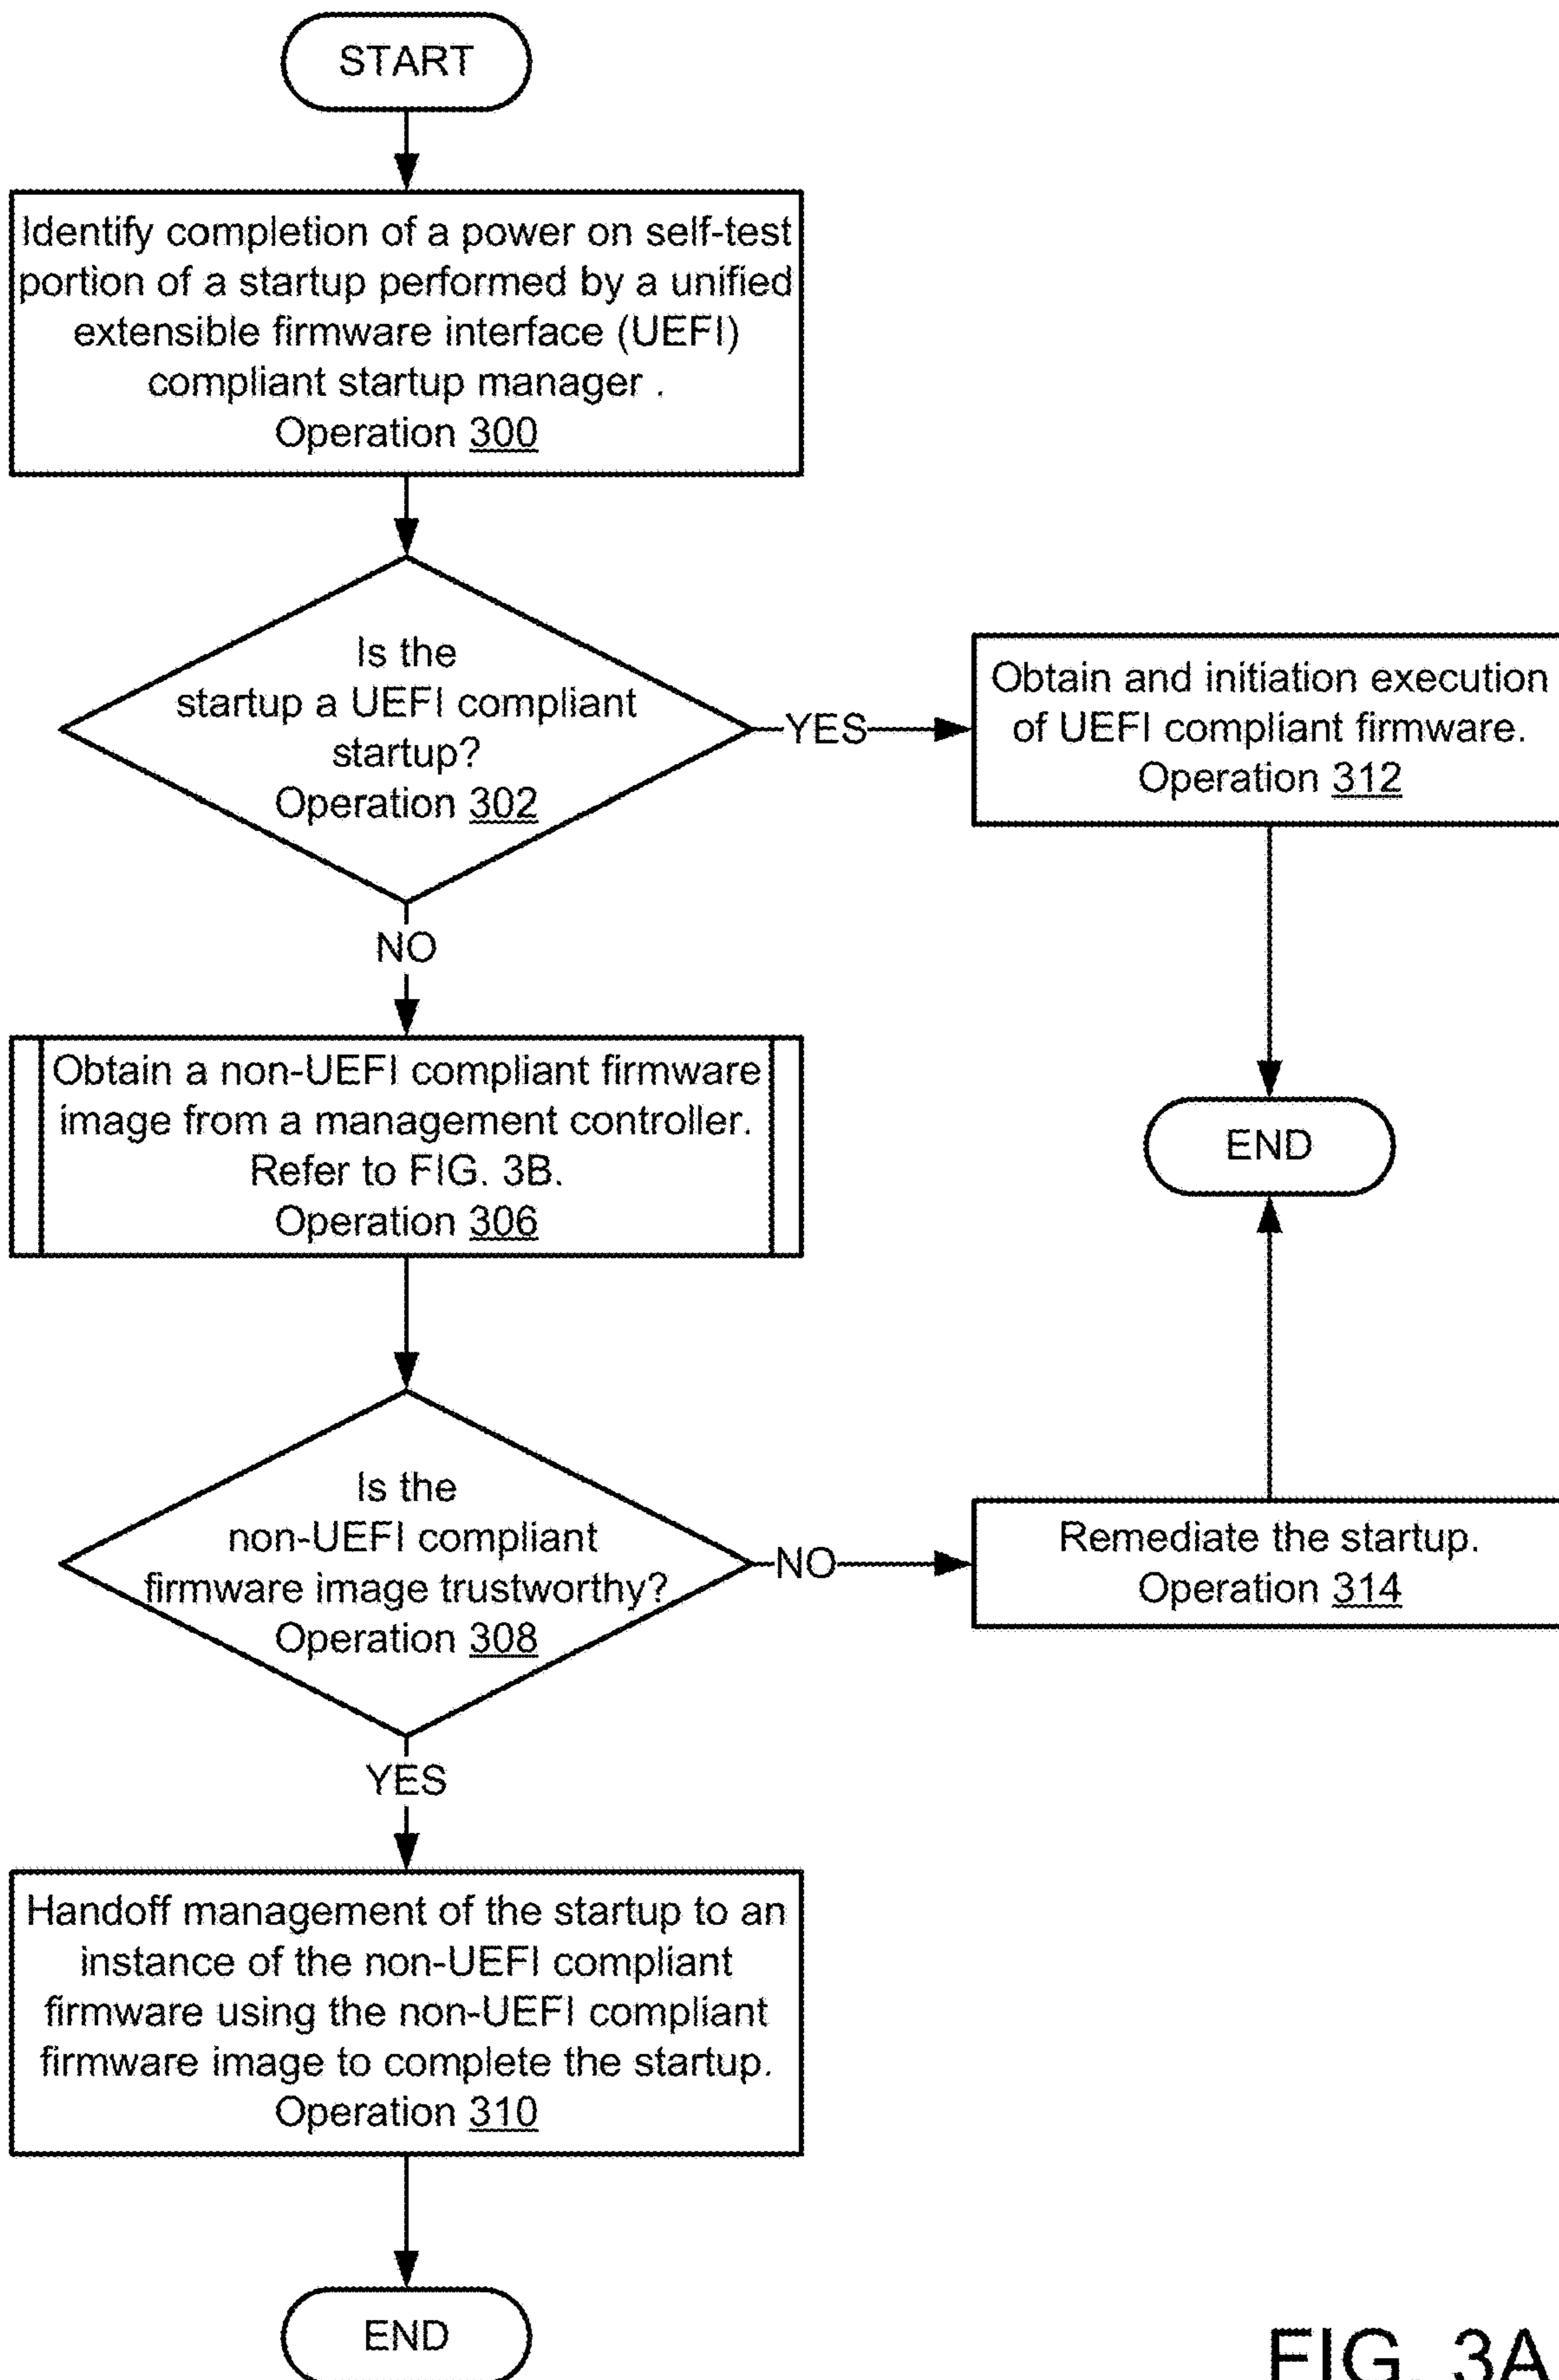 START
Identify completion of a power on self-test
portion of a startup performed by a unified
extensible firmware interface (UEFI)
compliant startup manager .
Operation 300
Is the
startup a UEFI compliant
startup?
Operation 302
YES
Obtain and initiation execution
of UEFI compliant firmware.
Operation 312
NO
Obtain a non-UEFI compliant firmware
image from a management controller.
Refer to FIG. 3B.
Operation 306
END
Is the
non-UEFI compliant
firmware image trustworthy?
Operation 308
NO
Remediate the startup.
Operation 314
YES
Handoff management of the startup to an
instance of the non-UEFI compliant
firmware using the non-UEFI compliant
firmware image to complete the startup.
Operation 310
END
FIG. 3A